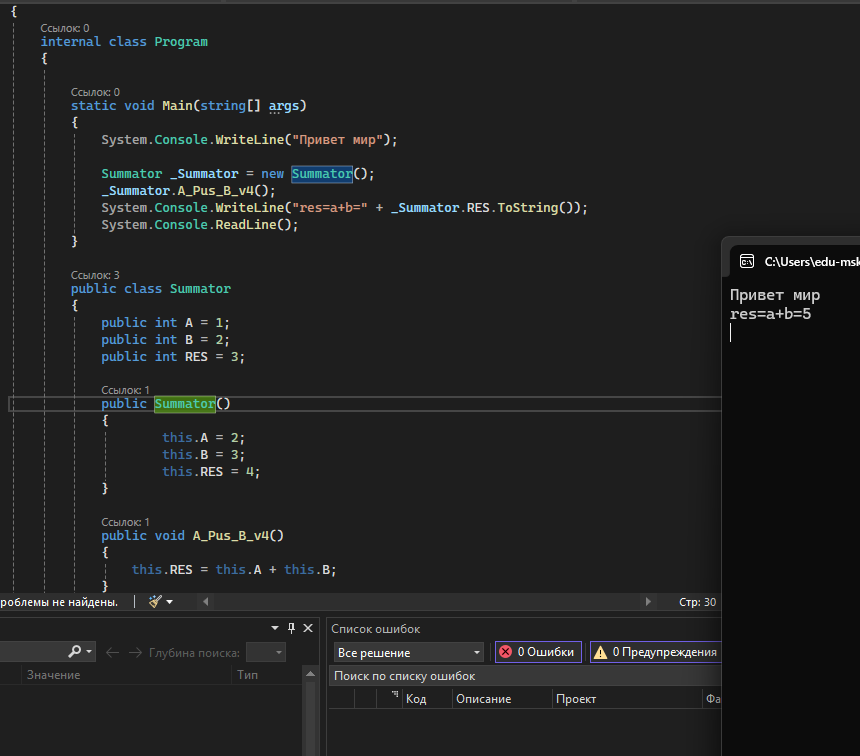 {
Ссылок: 0
internal class Program
{
Ссылок: 0
static void Main(string[] args)
{
System.Console.WriteLine("Привет мир");
Summator _Summator = new Summator();
_Summator.A_Pus_B_v4();
System.Console.WriteLine("res=a+b=" + _Summator.RES.ToString());
System.Console.ReadLine();
}
Ссылок: 3
public class Summator
{
public int A = 1;
public int B = 2;
public int RES = 3;
Ссылок: 1
public Summator()
{
this.A = 2;
this.B = 3;
this.RES = 4;
}
Ссылок: 1
public void A_Pus_B_v4()
{
this.RES = this.A + this.B;
}
C:\Users\edu-msk
Привет мир
res=a+b=5
роблемы не найдены.
Стр: 30
Глубина поиска:
Значение
Тип
Список ошибок
Все решение
0 Ошибки
0 Предупреждения
Поиск по списку ошибок
Код
Описание
Проект
Фа